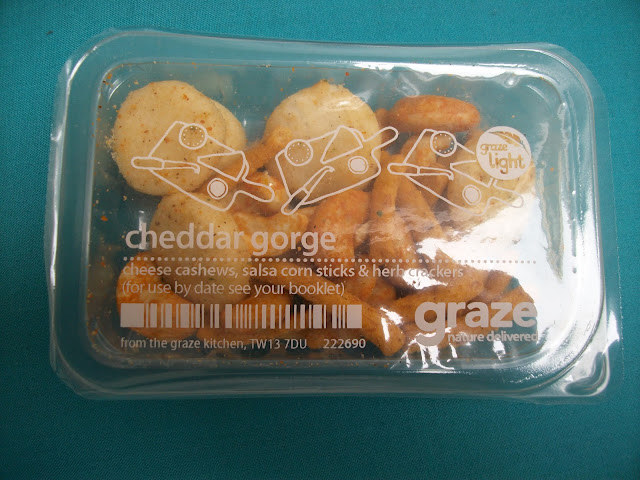 graze
light
cheddar gorge
cheese cashews, salsa corn sticks & herb crackers
(for use by date see your booklet)
graze
nature delivered
from the graze kitchen, TW13 7DU 222690